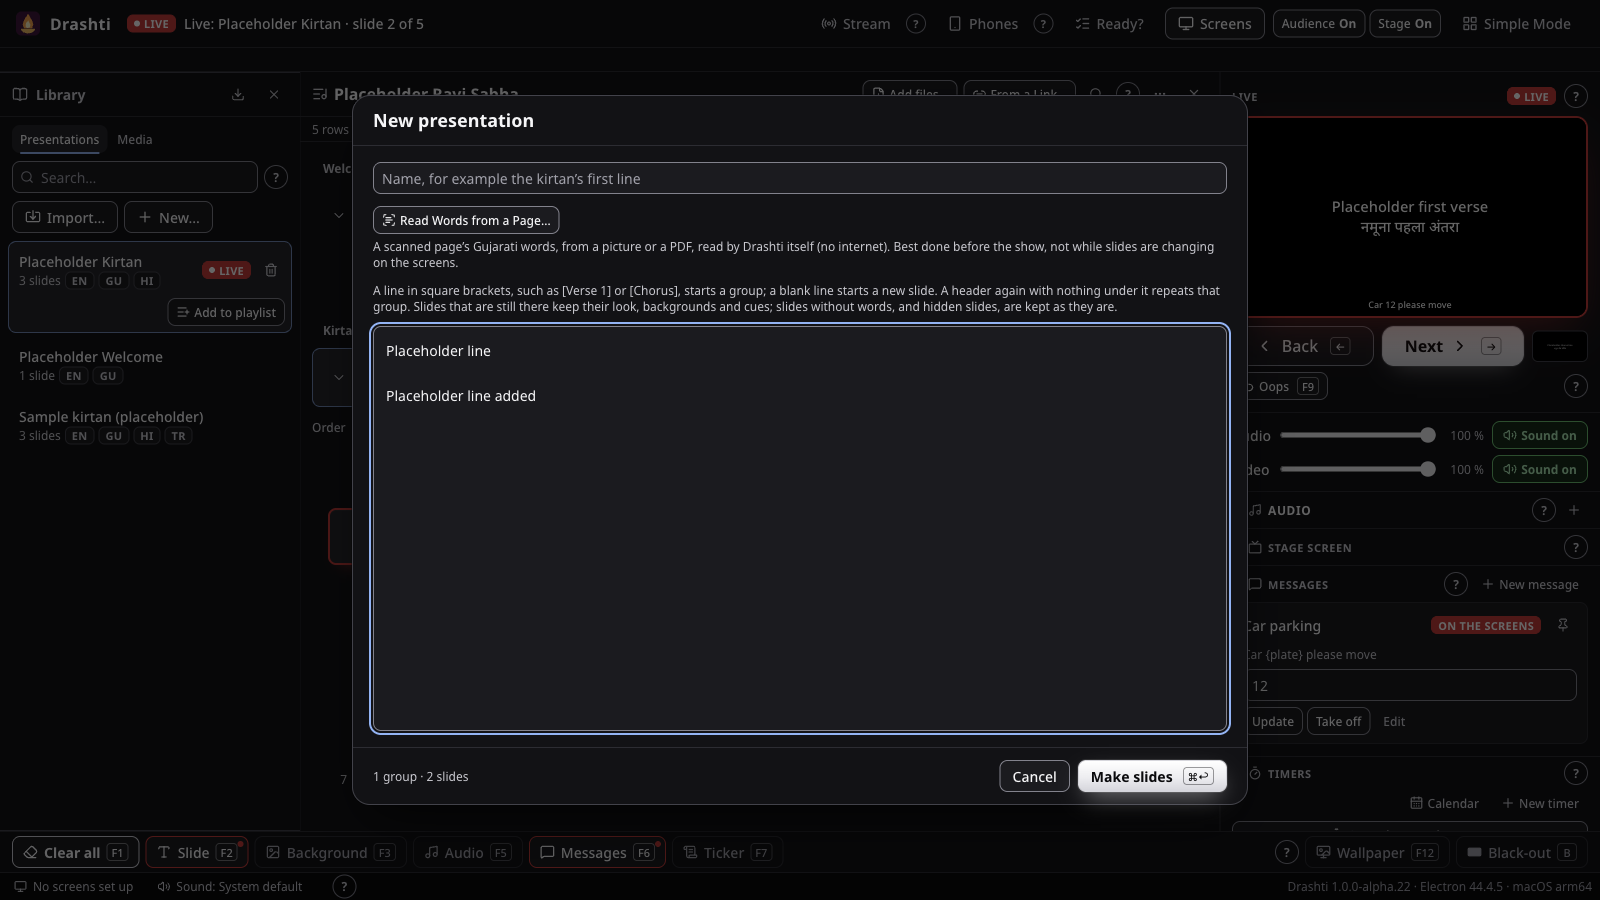 Drashti
LIVE
Live: Placeholder Kirtan · slide 2 of 5
Stream
?
Phones
?
Ready?
Screens
Audience On
Stage On
Simple Mode
Library
Presentations
Media
Search...
?
Import...
New...
Placeholder Kirtan
3 slides EN GU HI
LIVE
Add to playlist
Placeholder Welcome
1 slide EN GU
Sample kirtan (placeholder)
3 slides EN GU HI TR
Placeholder Ravi Sabha
Add files...
From a Link...
?
5 rows
Welc
Kirta
Order
7
New presentation
Name, for example the kirtan’s first line
Read Words from a Page...
A scanned page’s Gujarati words, from a picture or a PDF, read by Drashti itself (no internet). Best done before the show, not while slides are changing
on the screens.
A line in square brackets, such as [Verse 1] or [Chorus], starts a group; a blank line starts a new slide. A header again with nothing under it repeats that
group. Slides that are still there keep their look, backgrounds and cues; slides without words, and hidden slides, are kept as they are.
Placeholder line
Placeholder line added
1 group · 2 slides
Cancel
Make slides ⌘↩
LIVE
?
Placeholder first verse
नमूना पहला अंतरा
Car 12 please move
Back ←
Next →
Oops F9
?
100 % Sound on
100 % Sound on
AUDIO
?
STAGE SCREEN
?
MESSAGES
?
New message
Car parking
ON THE SCREENS
Car {plate} please move
12
Update
Take off
Edit
TIMERS
?
Calendar
New timer
Clear all F1
Slide F2
Background F3
Audio F5
Messages F6
Ticker F7
?
Wallpaper F12
Black-out B
No screens set up
Sound: System default
?
Drashti 1.0.0-alpha.22 · Electron 44.4.5 · macOS arm64